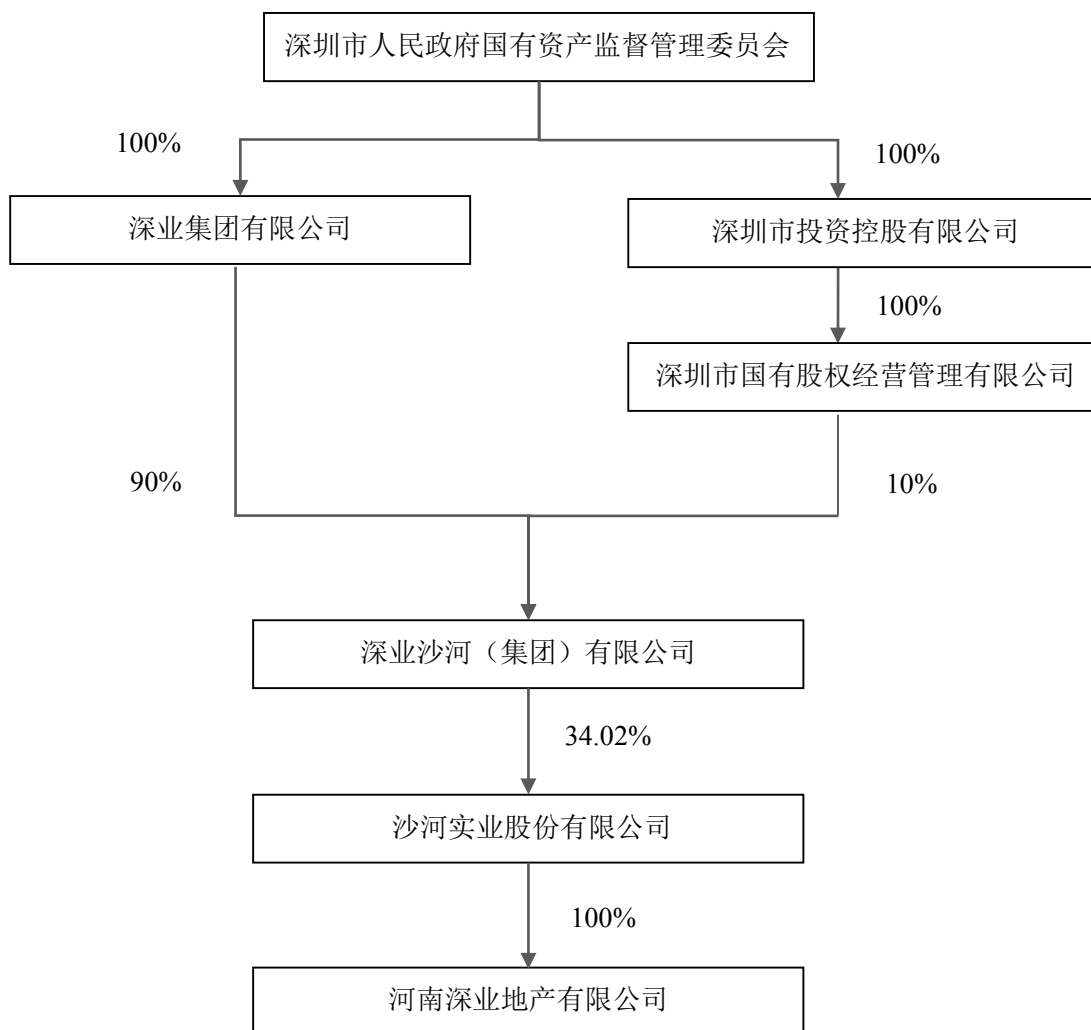 深圳市人民政府国有资产监督管理委员会
100%
100%
深业集团有限公司
深圳市投资控股有限公司
100%
深圳市国有股权经营管理有限公司
90%
10%
深业沙河（集团）有限公司
34.02%
沙河实业股份有限公司
100%
河南深业地产有限公司